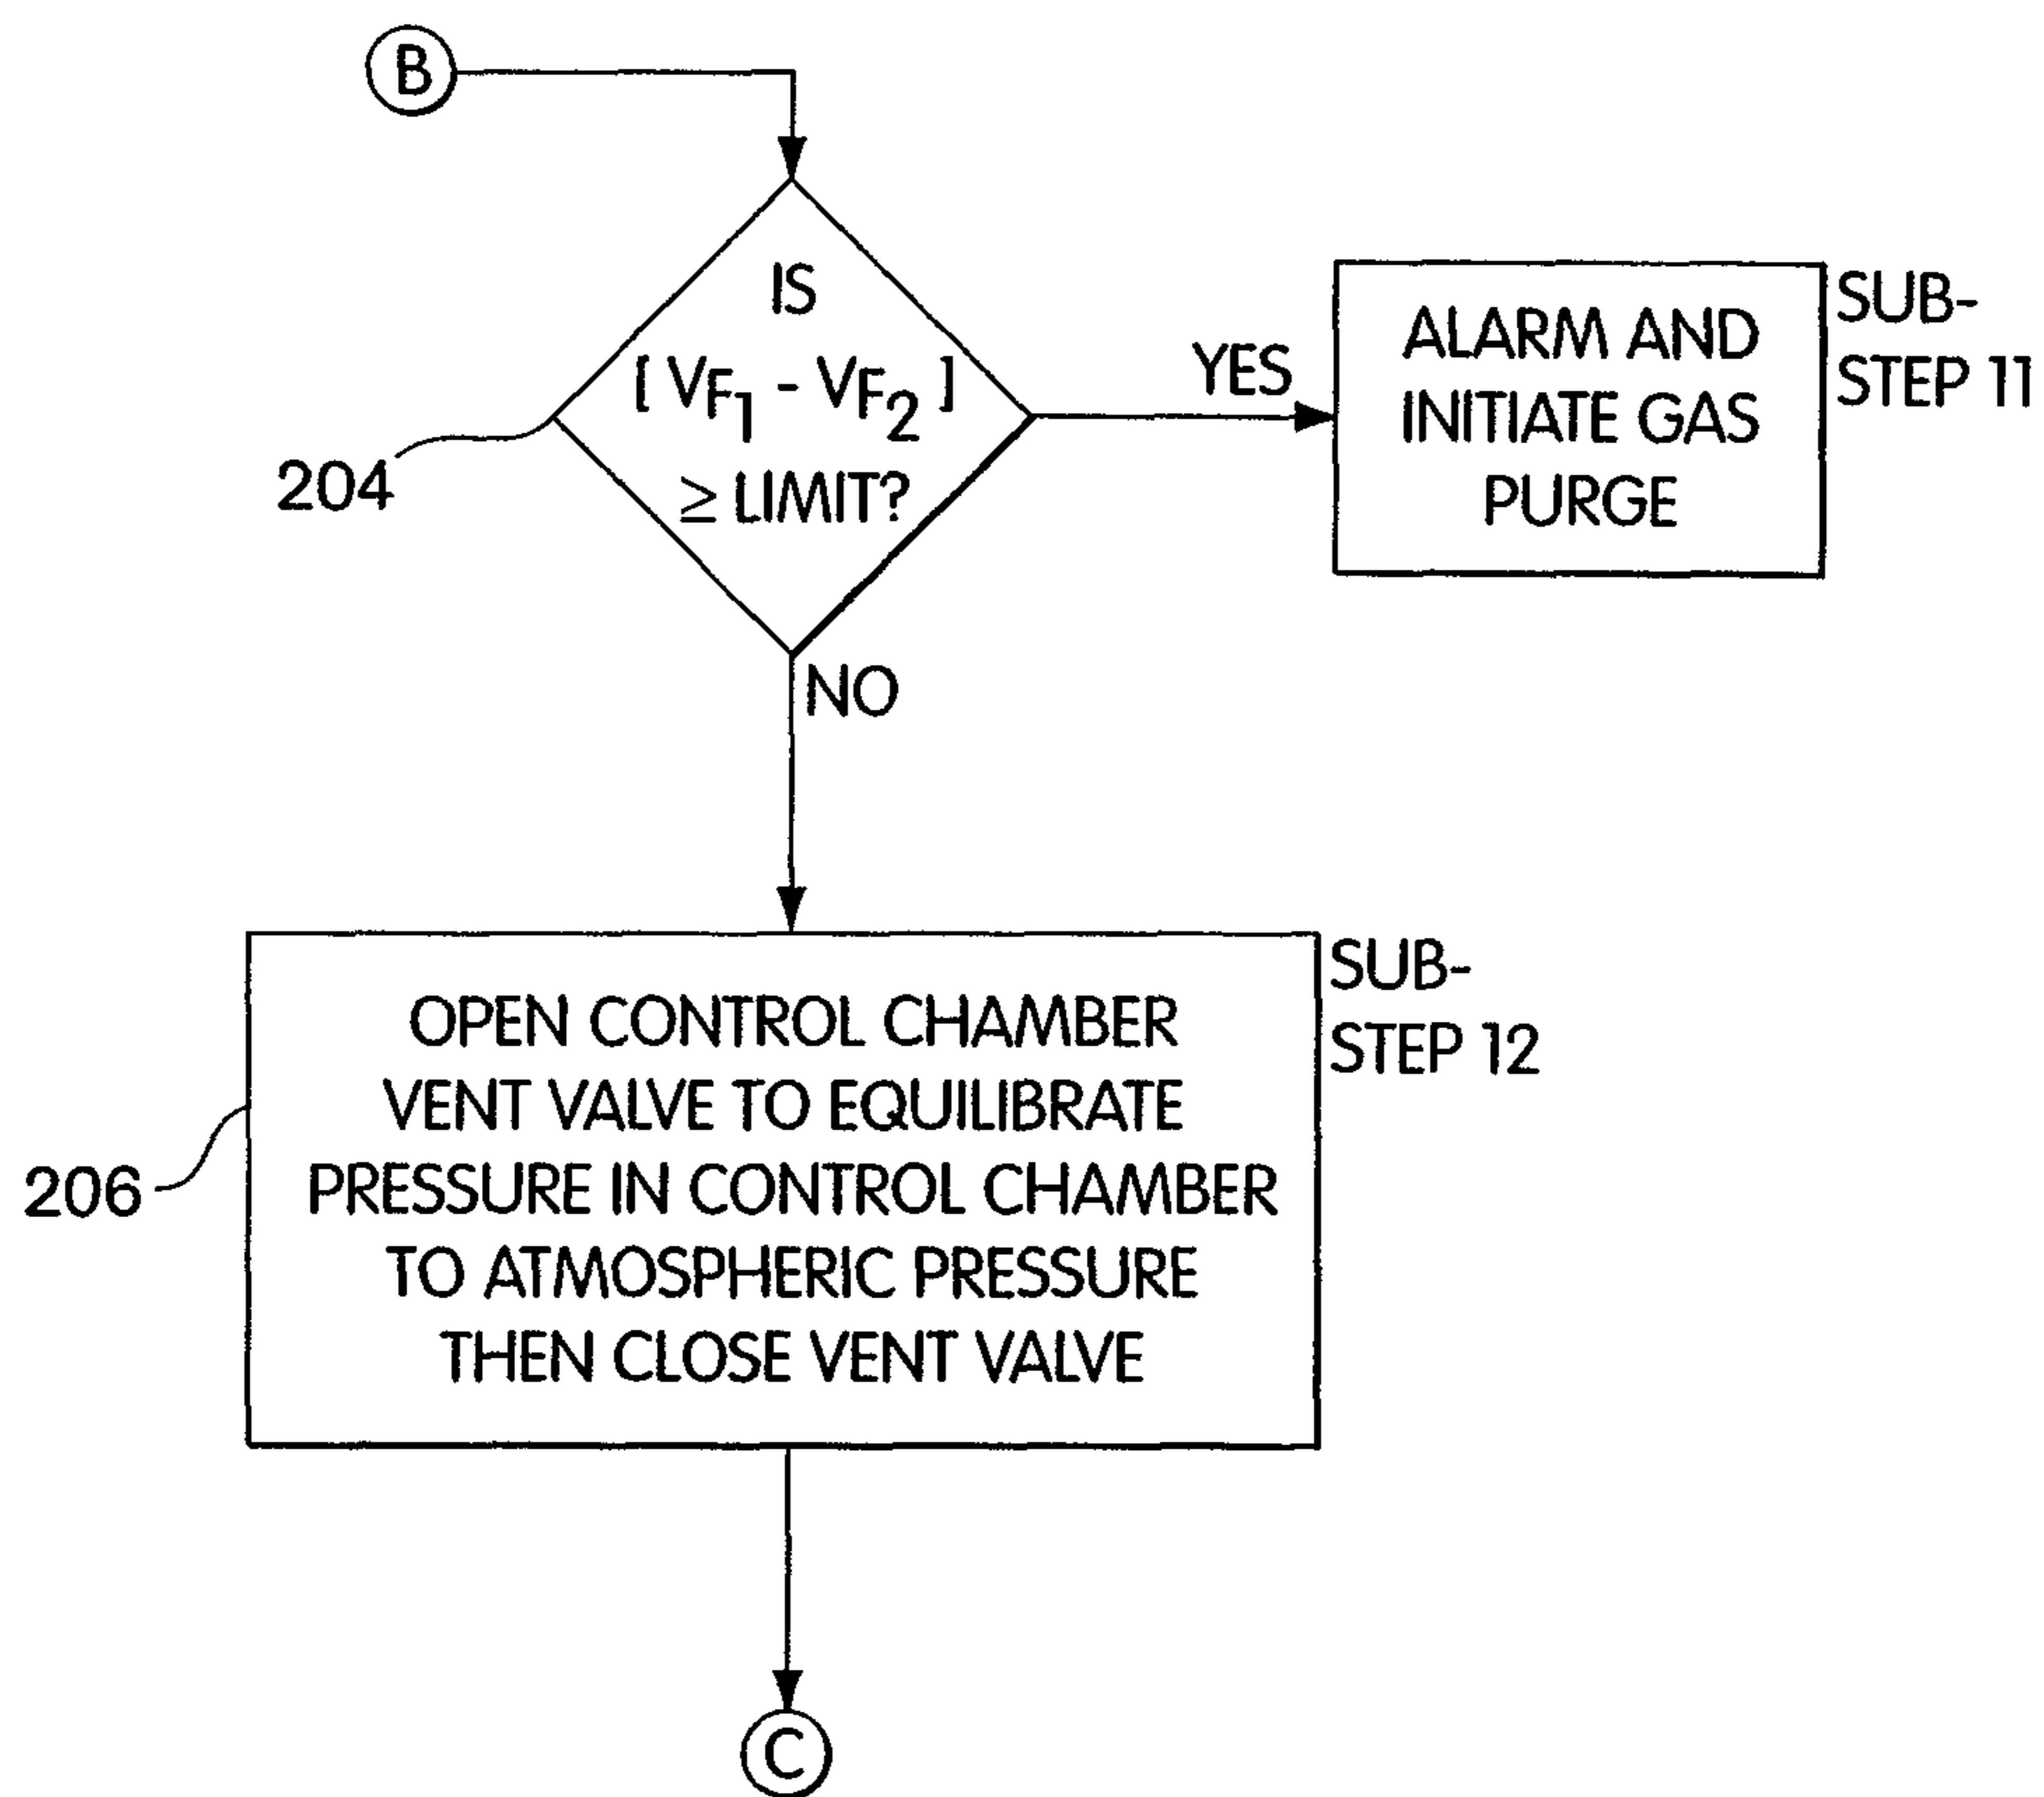 B
IS
[ VF1 - VF2 ]
≥ LIMIT?
204
YES
ALARM AND
INITIATE GAS
PURGE
SUB-
STEP 11
NO
OPEN CONTROL CHAMBER
VENT VALVE TO EQUILIBRATE
PRESSURE IN CONTROL CHAMBER
TO ATMOSPHERIC PRESSURE
THEN CLOSE VENT VALVE
SUB-
STEP 12
206
C